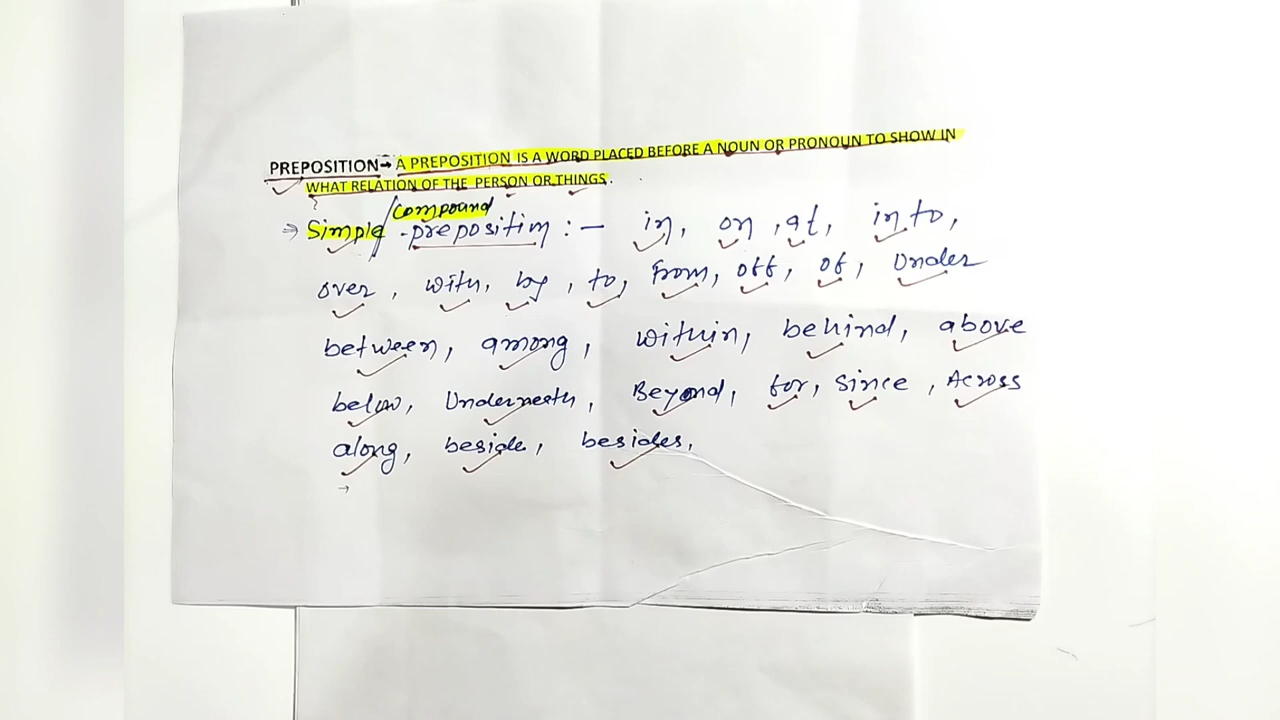 PREPOSITION→ A PREPOSITION IS A WORD PLACED BEFORE A NOUN OR PRONOUN TO SHOW IN
WHAT RELATION OF THE PERSON OR THINGS.
⇒ Simple/compound preposition :- in, on, at, into,
over, with, by, to, from, off, of, Under
between, among, within, behind, above
below, Underneath, Beyond, for, Since, Across
along, beside, besides,
→